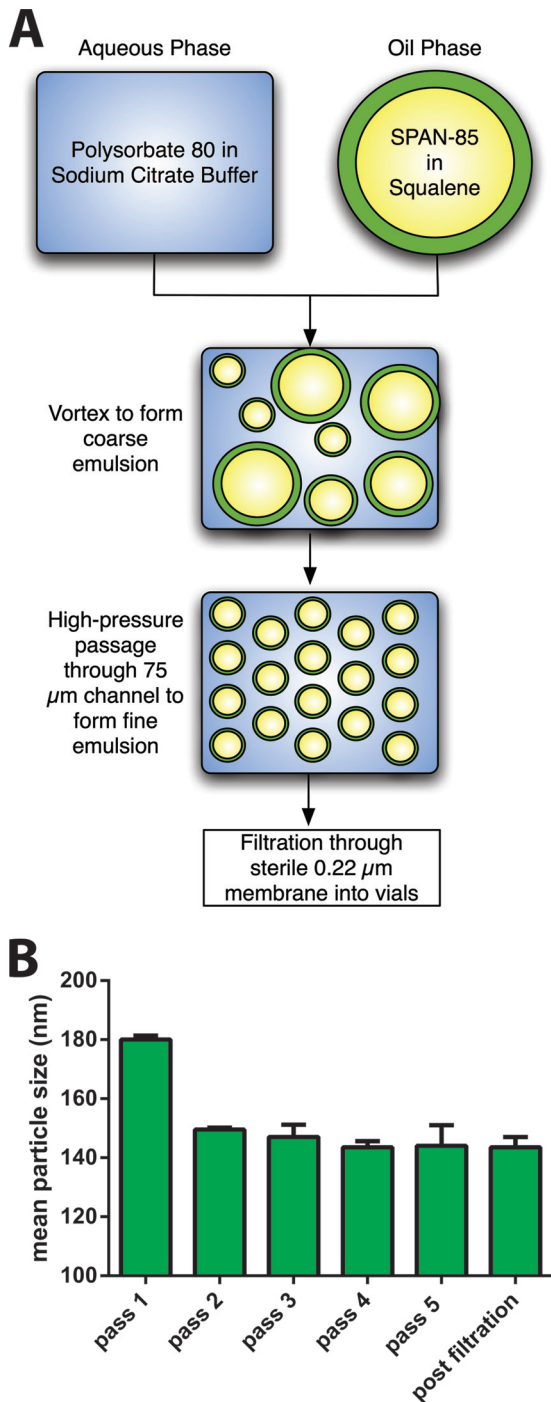 A
Aqueous Phase
Oil Phase
Polysorbate 80 in
Sodium Citrate Buffer
SPAN-85
in
Squalene
Vortex to form
coarse
emulsion
High-pressure
passage
through 75
μm channel to
form fine
emulsion
Filtration through
sterile 0.22 μm
membrane into vials
B
mean particle size (nm)
200
180
160
140
120
100
pass 1
pass 2
pass 3
pass 4
pass 5
post filtration